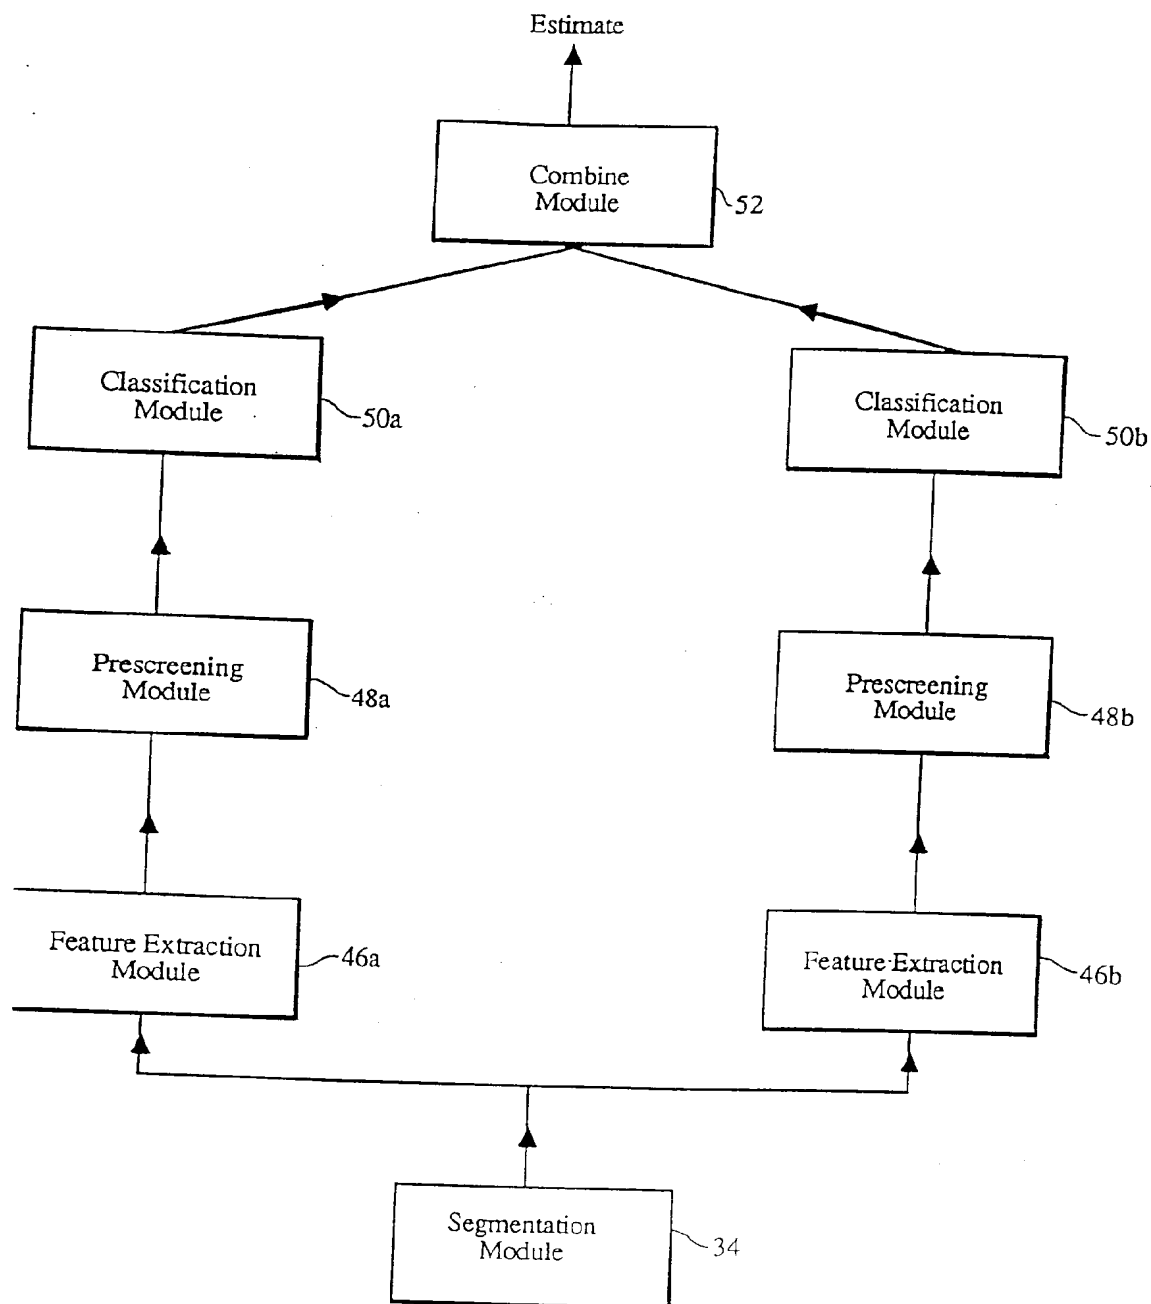 Estimate
Combine
Module
52
Classification
Module
50a
Classification
Module
50b
Prescreening
Module
48a
Prescreening
Module
48b
Feature Extraction
Module
46a
Feature Extraction
Module
46b
Segmentation
Module
34